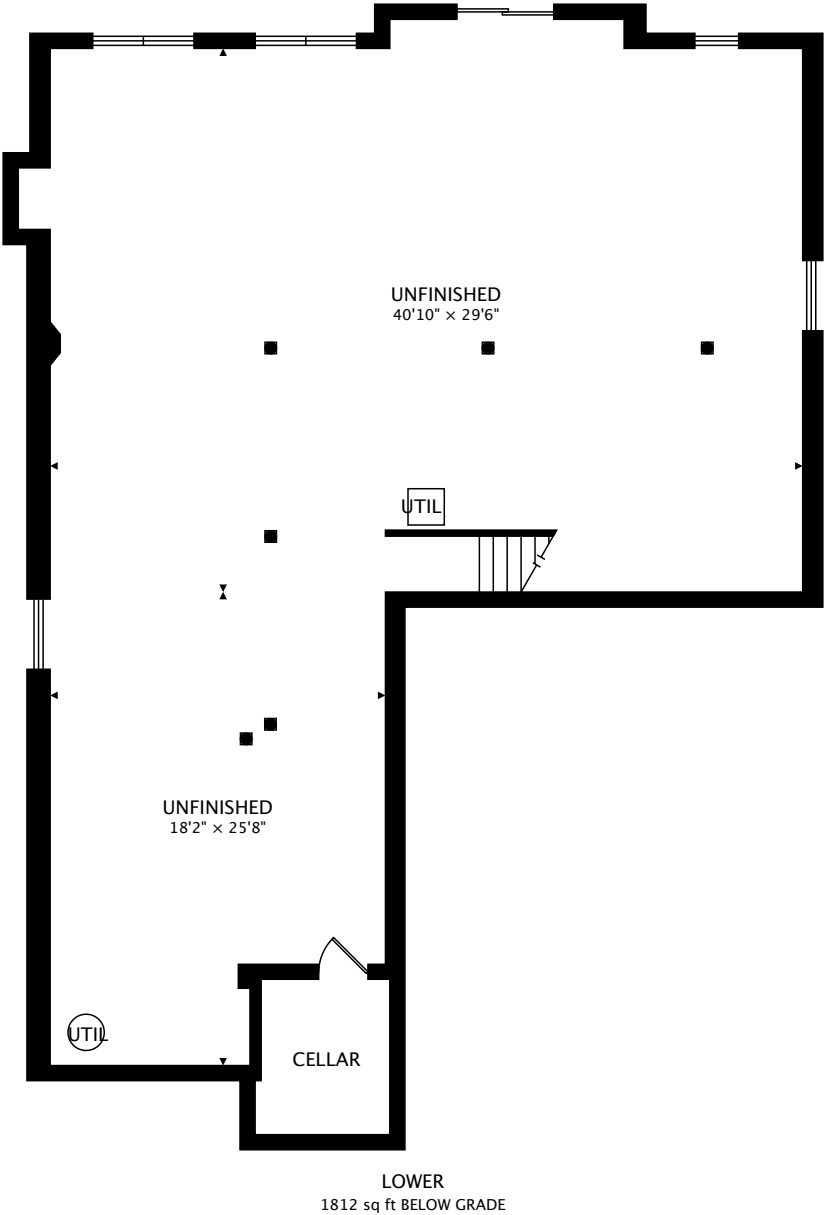 UNFINISHED
40'10" × 29'6"
UTIL
UNFINISHED
18'2" × 25'8"
UTIL
CELLAR
LOWER
1812 sq ft BELOW GRADE